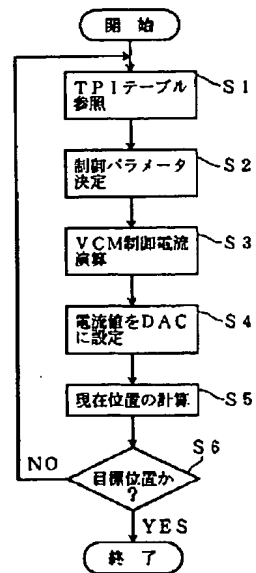 開始
TPIテーブル
参照
S1
制御パラメータ
決定
S2
VCM制御電流
演算
S3
電流値をDAC
に設定
S4
現在位置の計算
S5
S6
目標位置か
?
NO
YES
終了